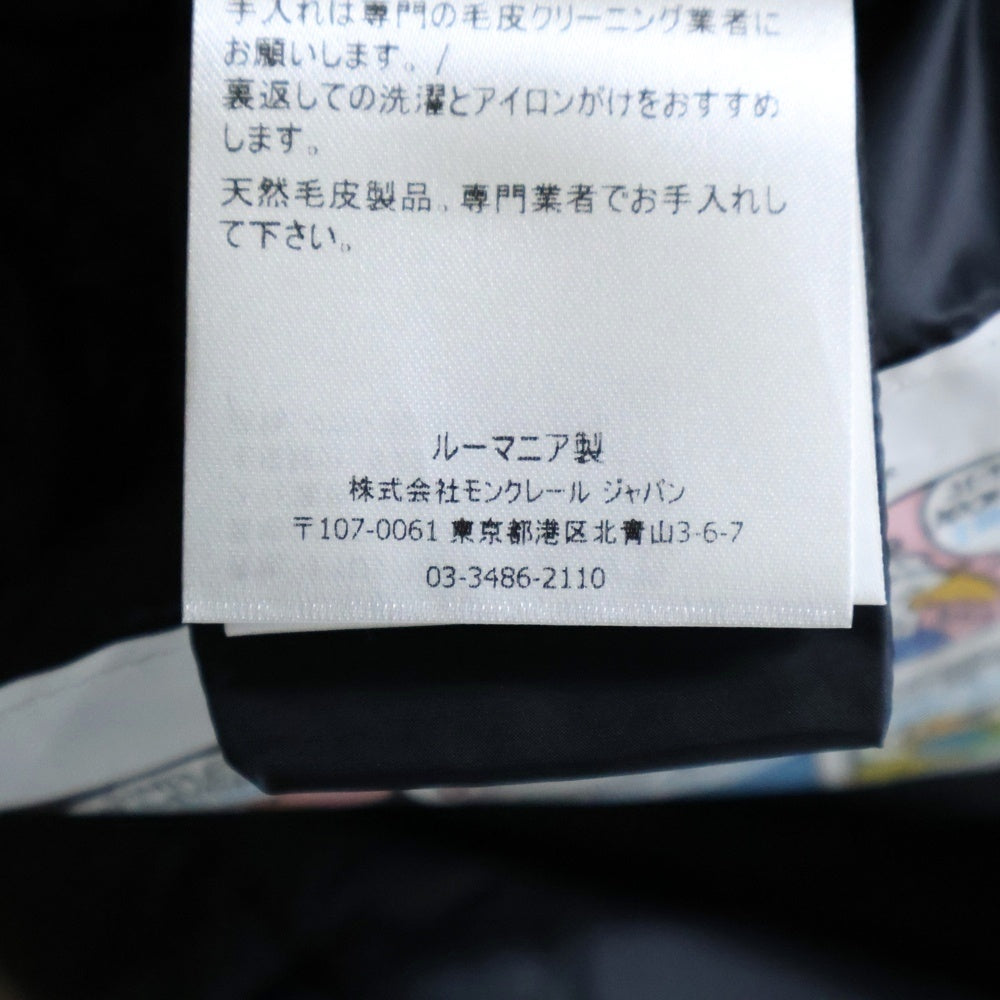 手入れは専門の毛皮クリーニング業者に
お願いします。/
裏返しての洗濯とアイロンがけをおすすめ
します。
天然毛皮製品、専門業者でお手入れし
て下さい。
ルーマニア製
株式会社モンクレール ジャパン
〒107-0061 東京都港区北青山3-6-7
03-3486-2110